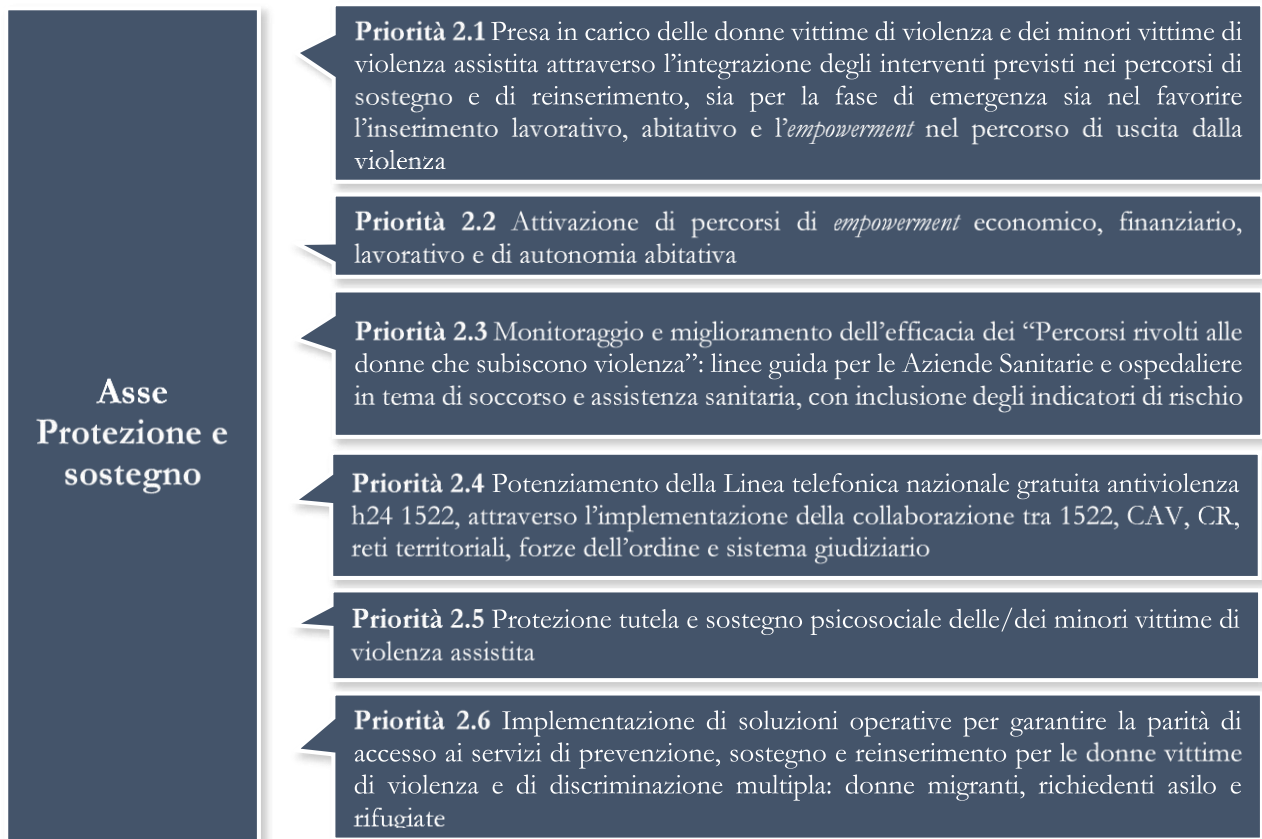 Asse
Protezione e
sostegno
Priorità 2.1 Presa in carico delle donne vittime di violenza e dei minori vittime di
violenza assistita attraverso l’integrazione degli interventi previsti nei percorsi di
sostegno e di reinserimento, sia per la fase di emergenza sia nel favorire
l’inserimento lavorativo, abitativo e l’empowerment nel percorso di uscita dalla
violenza
Priorità 2.2 Attivazione di percorsi di empowerment economico, finanziario,
lavorativo e di autonomia abitativa
Priorità 2.3 Monitoraggio e miglioramento dell’efficacia dei “Percorsi rivolti alle
donne che subiscono violenza”: linee guida per le Aziende Sanitarie e ospedaliere
in tema di soccorso e assistenza sanitaria, con inclusione degli indicatori di rischio
Priorità 2.4 Potenziamento della Linea telefonica nazionale gratuita antiviolenza
h24 1522, attraverso l’implementazione della collaborazione tra 1522, CAV, CR,
reti territoriali, forze dell’ordine e sistema giudiziario
Priorità 2.5 Protezione tutela e sostegno psicosociale delle/dei minori vittime di
violenza assistita
Priorità 2.6 Implementazione di soluzioni operative per garantire la parità di
accesso ai servizi di prevenzione, sostegno e reinserimento per le donne vittime
di violenza e di discriminazione multipla: donne migranti, richiedenti asilo e
rifugiate